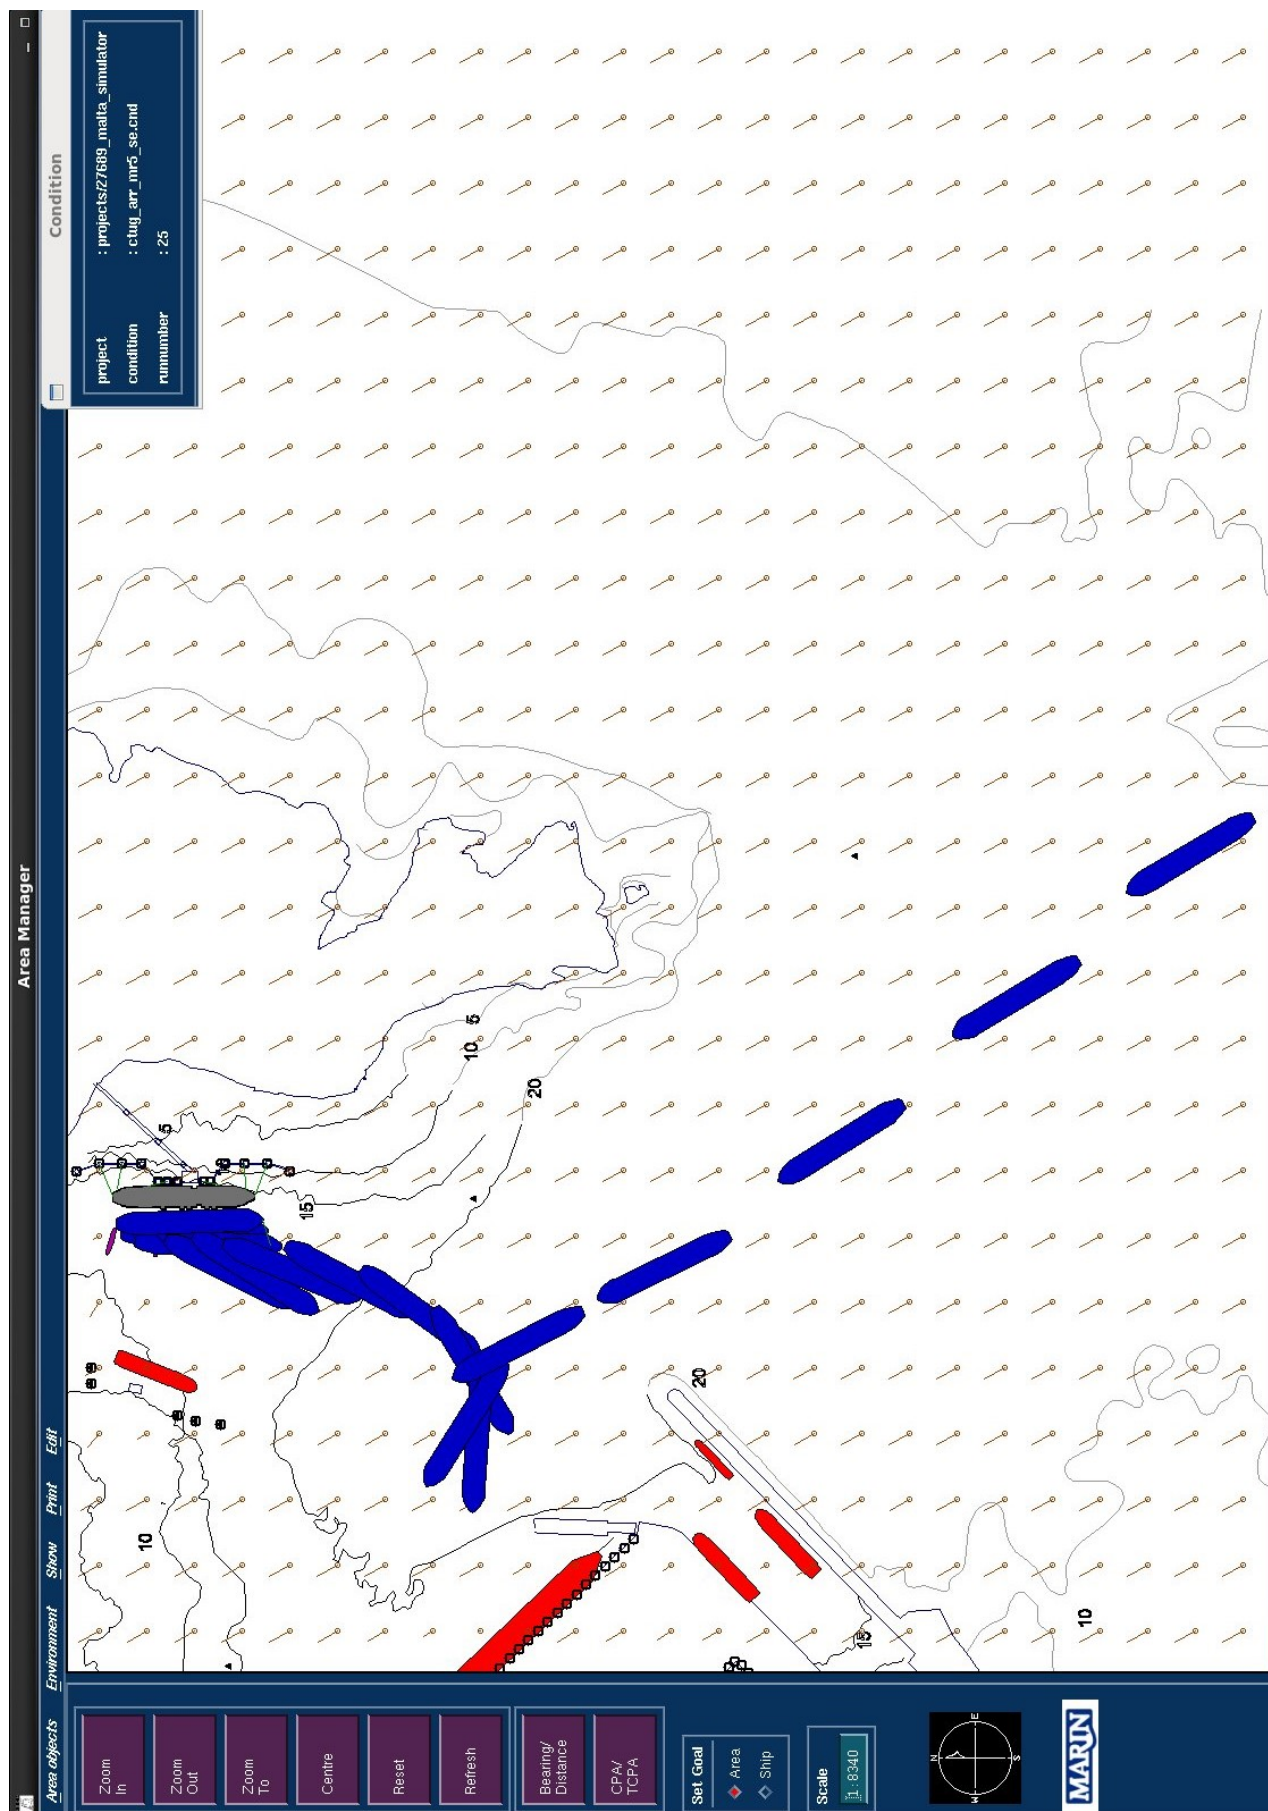 Area Manager
Area objects Environment Show Print Edit
Condition
project : projects/27689_malta_simulator
condition : ctug_arr_mr5_se.cnd
runnumber : 25
Zoom
In
Zoom
Out
Zoom
To
Centre
Reset
Refresh
Bearing/
Distance
CPA/
TCPA
Set Goal
Area
Ship
Scale
1:8340
N
W E
S
MARIN
10
5
15
10 5
20
20
15
10